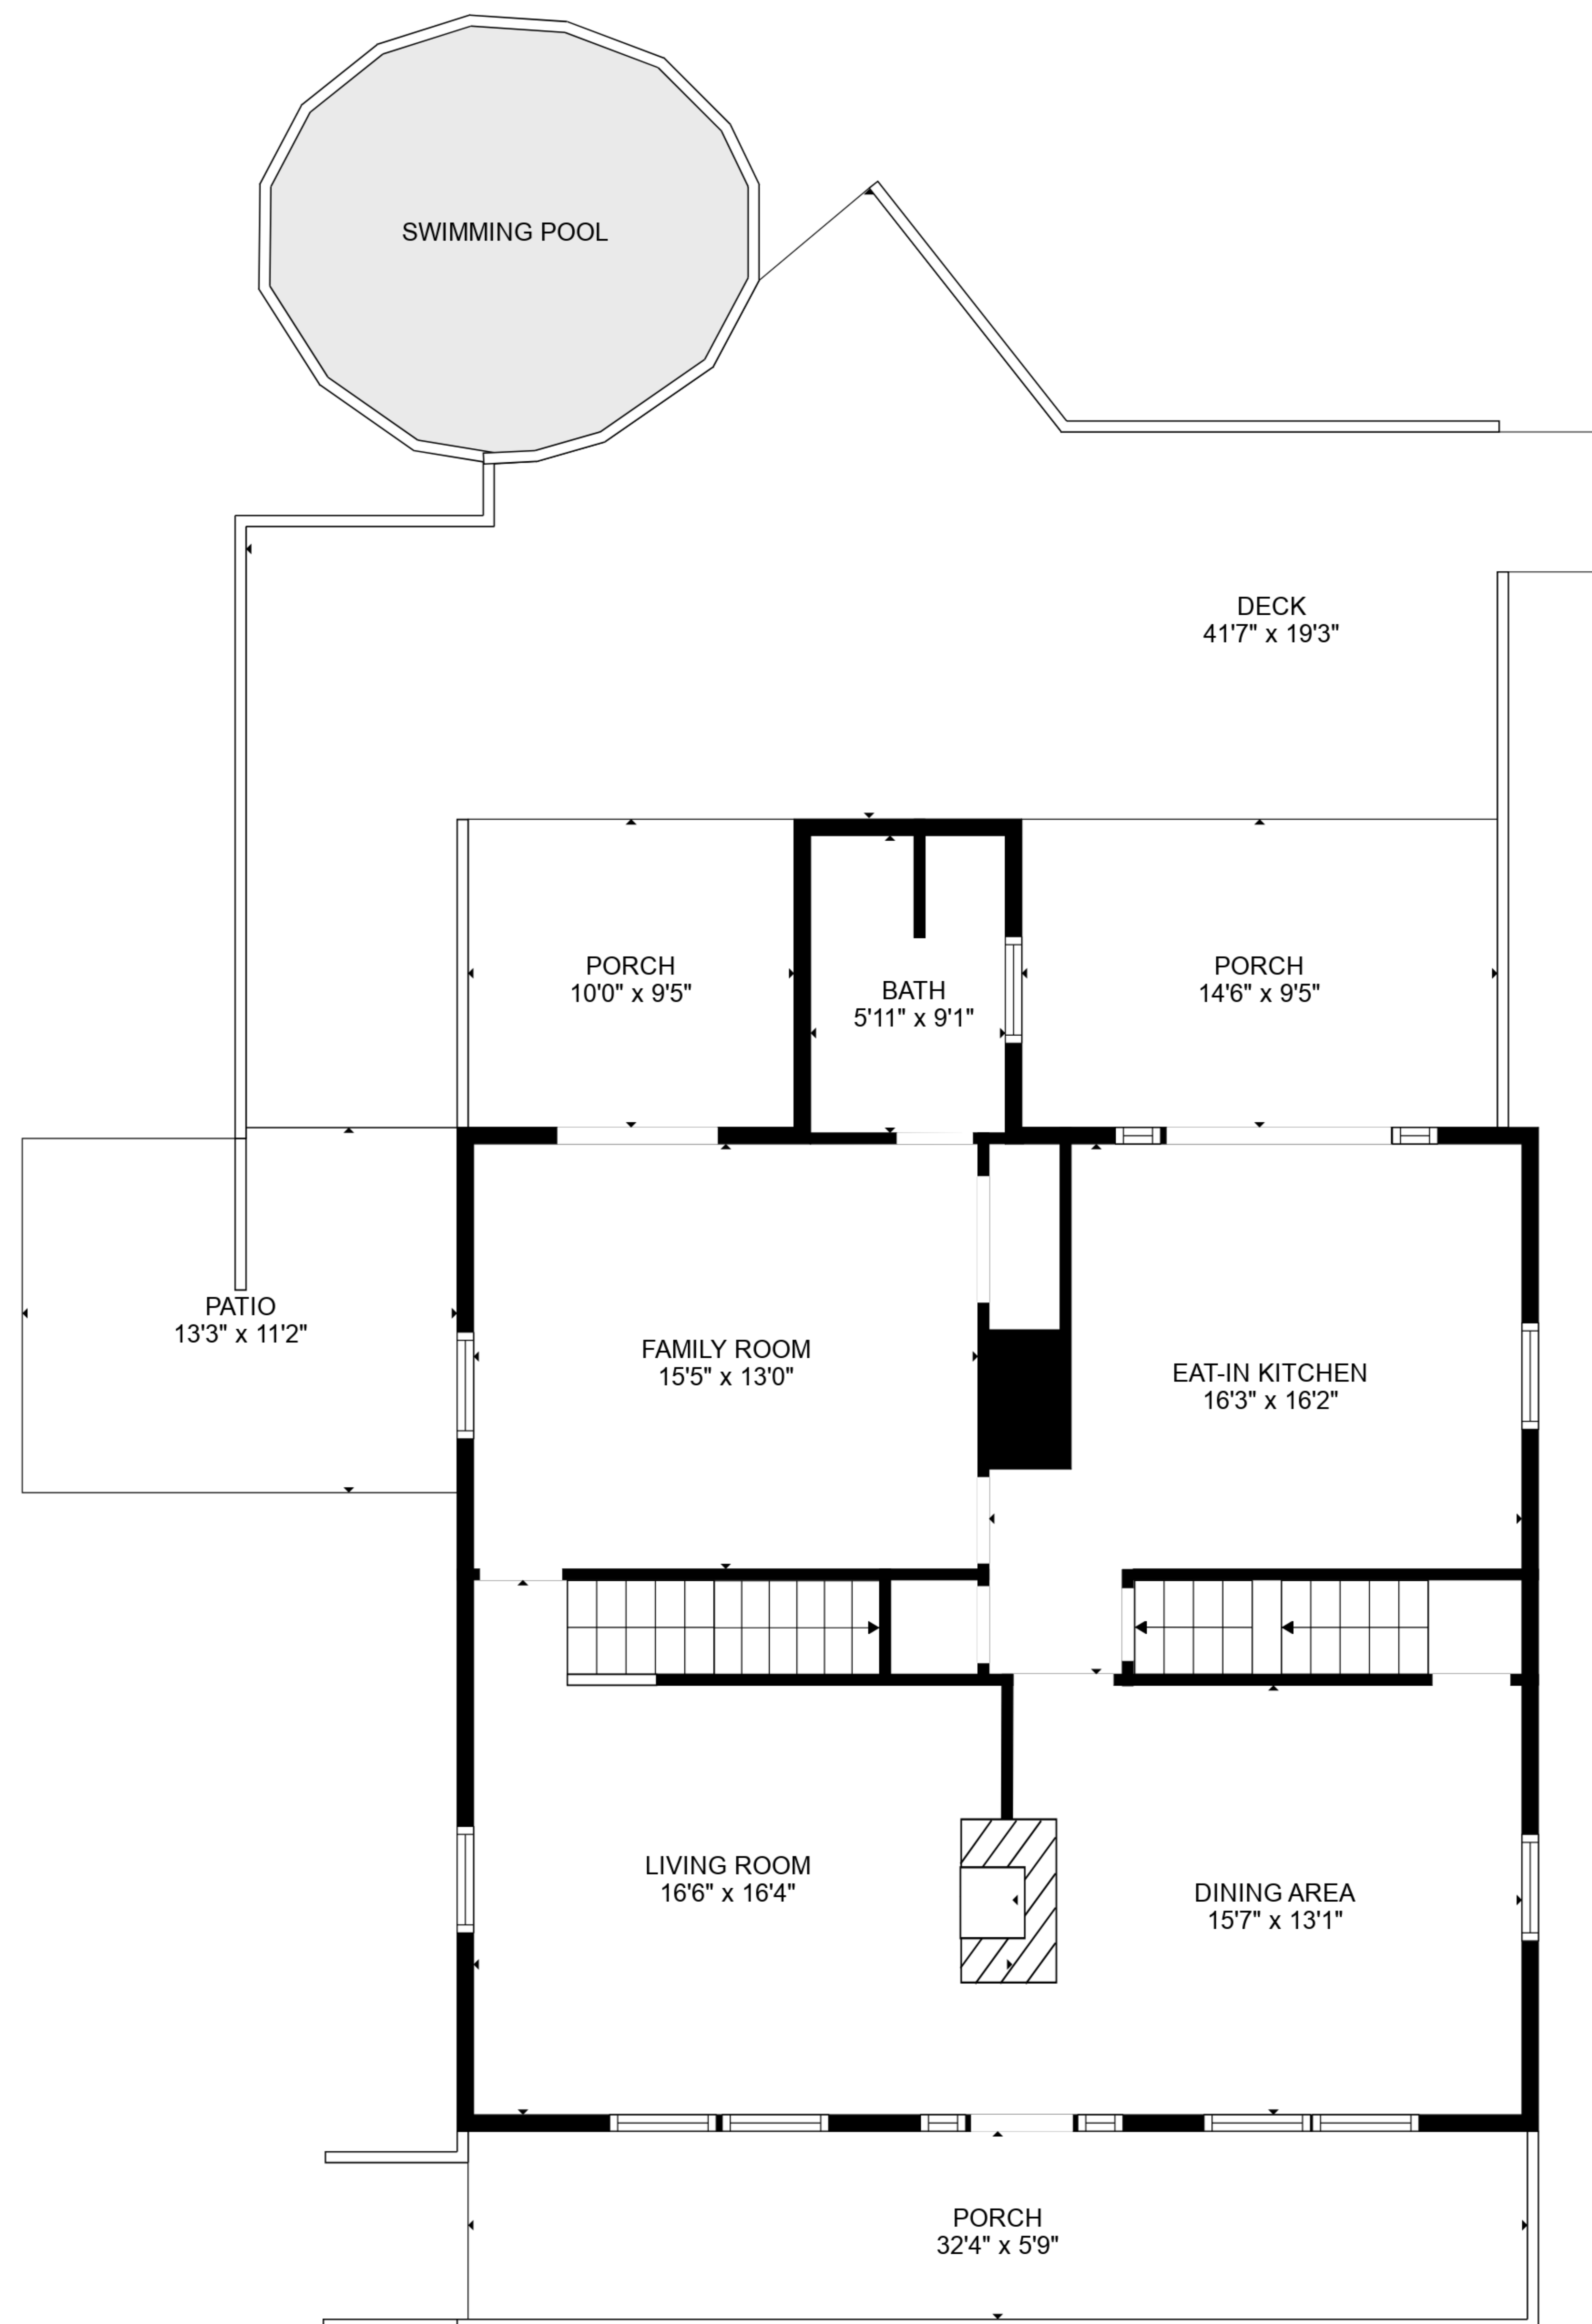 SWIMMING POOL
DECK
41'7" x 19'3"
PORCH
10'0" x 9'5"
BATH
5'11" x 9'1"
PORCH
14'6" x 9'5"
PATIO
13'3" x 11'2"
FAMILY ROOM
15'5" x 13'0"
EAT-IN KITCHEN
16'3" x 16'2"
LIVING ROOM
16'6" x 16'4"
DINING AREA
15'7" x 13'1"
PORCH
32'4" x 5'9"